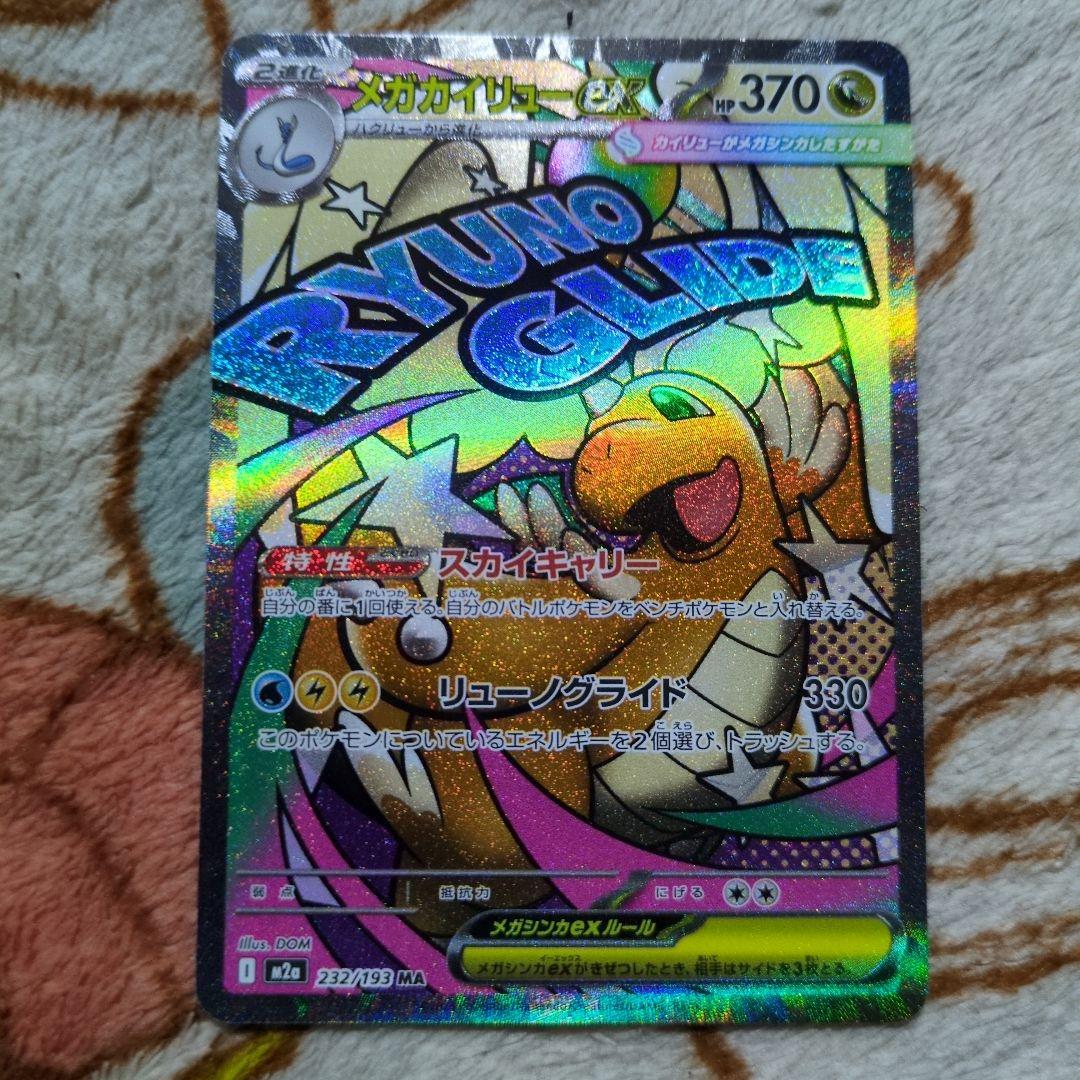 2進化
メガカイリューex
HP370
ハクリューから進化
カイリューがメガシンカしたすがた
RYUNO
GLIDE
特性 スカイキャリー
自分の番に1回使える。自分のバトルポケモンをベンチポケモンと入れ替える。
リューノグライド 330
このポケモンについているエネルギーを2個選び、トラッシュする。
弱点 抵抗力 にげる
メガシンカexルール
メガシンカexがきぜつしたとき、相手はサイドを3枚とる。
Illus. DOM
I M2a 232/193 MA